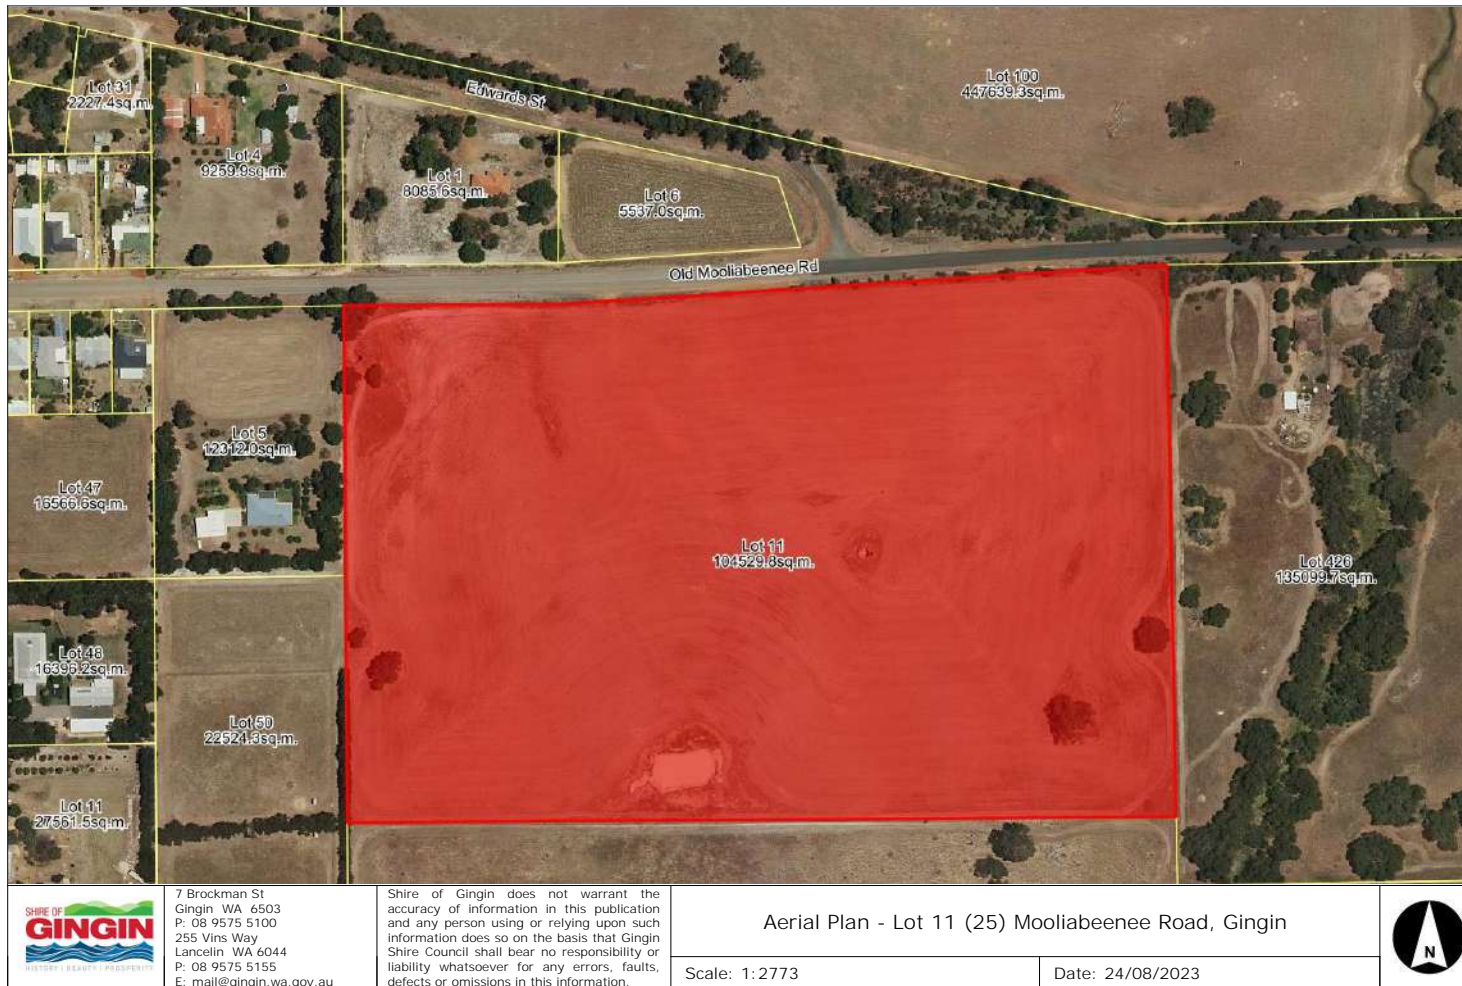 Lot 31
2227.4sq.m.
Lot 4
9259.9sq.m.
Edwards St
Lot 1
8085.6sq.m.
Lot 6
5537.0sq.m.
Lot 100
447639.3sq.m.
Old Mooliabeenee Rd
Lot 5
12312.0sq.m.
Lot 47
16566.6sq.m.
Lot 11
104529.8sq.m.
Lot 426
135099.7sq.m.
Lot 48
16396.2sq.m.
Lot 50
22524.3sq.m.
Lot 11
27561.5sq.m.
SHIRE OF
GINGIN
HISTORY | BEAUTY | PROSPERITY
7 Brockman St
Gingin WA 6503
P: 08 9575 5100
255 Vins Way
Lancelin WA 6044
P: 08 9575 5155
E: mail@gingin.wa.gov.au
Shire of Gingin does not warrant the
accuracy of information in this publication
and any person using or relying upon such
information does so on the basis that Gingin
Shire Council shall bear no responsibility or
liability whatsoever for any errors, faults,
defects or omissions in this information.
Aerial Plan - Lot 11 (25) Mooliabeenee Road, Gingin
Scale: 1:2773
Date: 24/08/2023
N